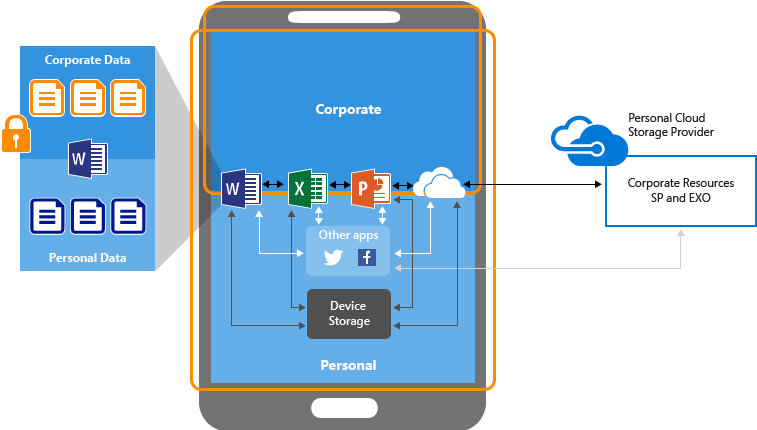 Corporate Data
W
Personal Data
Corporate
W
X
P
Other apps
f
Device
Storage
Personal
Personal Cloud
Storage Provider
Corporate Resources
SP and EXO